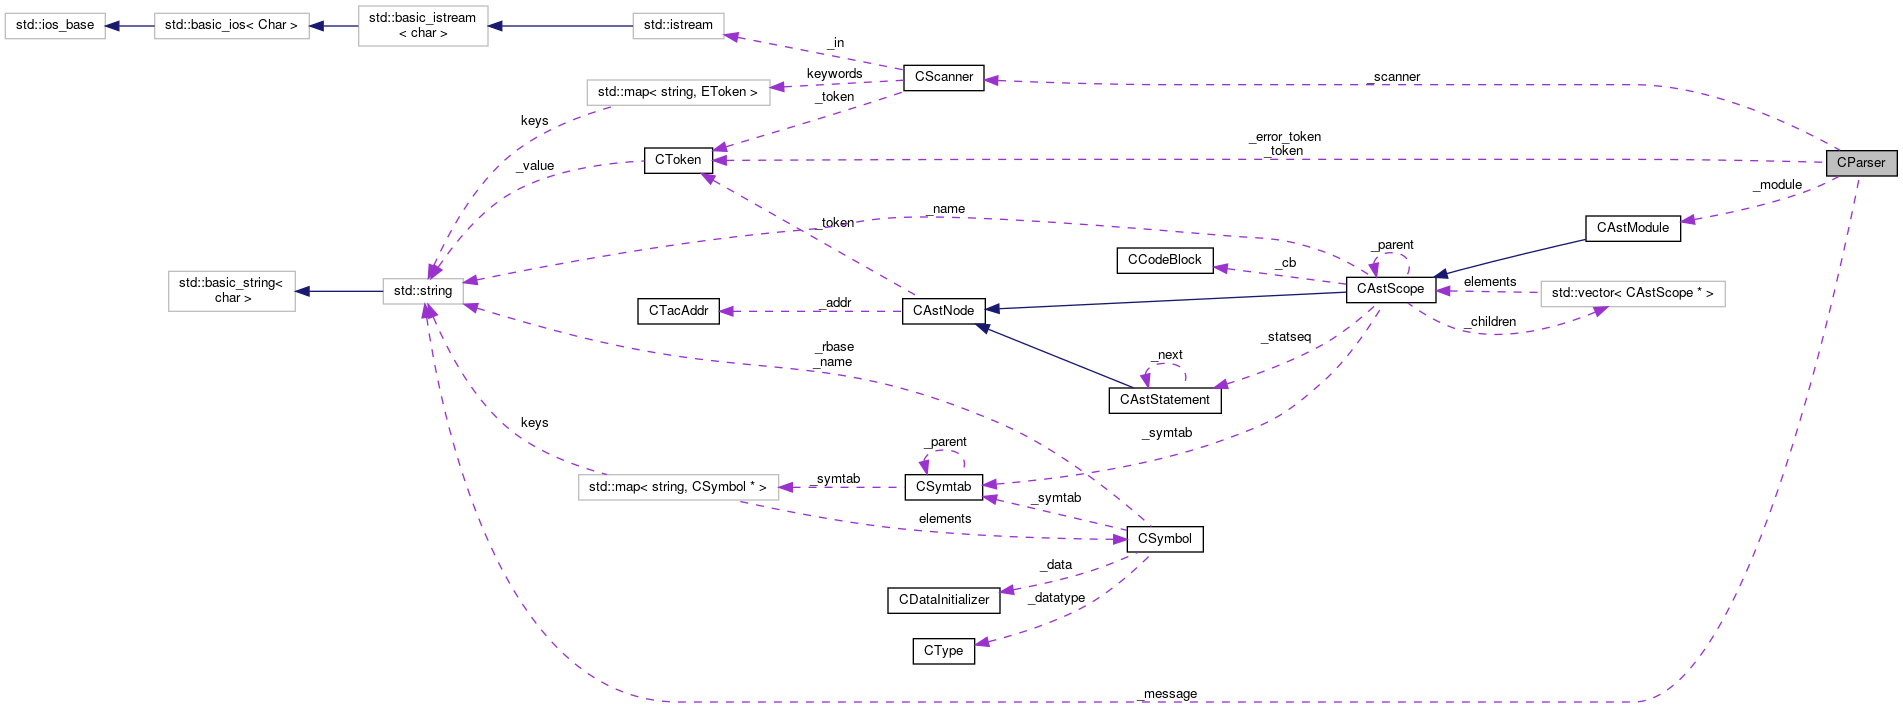 std::ios_base
std::basic_ios< Char >
std::basic_istream
< char >
std::istream
_in
CScanner
keywords
std::map< string, EToken >
_token
_scanner
keys
_value
CToken
_error_token
_token
CParser
_module
_name
_token
CAstModule
_parent
CCodeBlock
_cb
std::basic_string<
char >
std::string
CAstScope
elements
std::vector< CAstScope * >
CTacAddr
_addr
CAstNode
_children
_statseq
_rbase
_name
_next
CAstStatement
keys
_symtab
_parent
std::map< string, CSymbol * >
_symtab
CSymtab
_symtab
elements
CSymbol
_data
CDataInitializer
_datatype
CType
_message